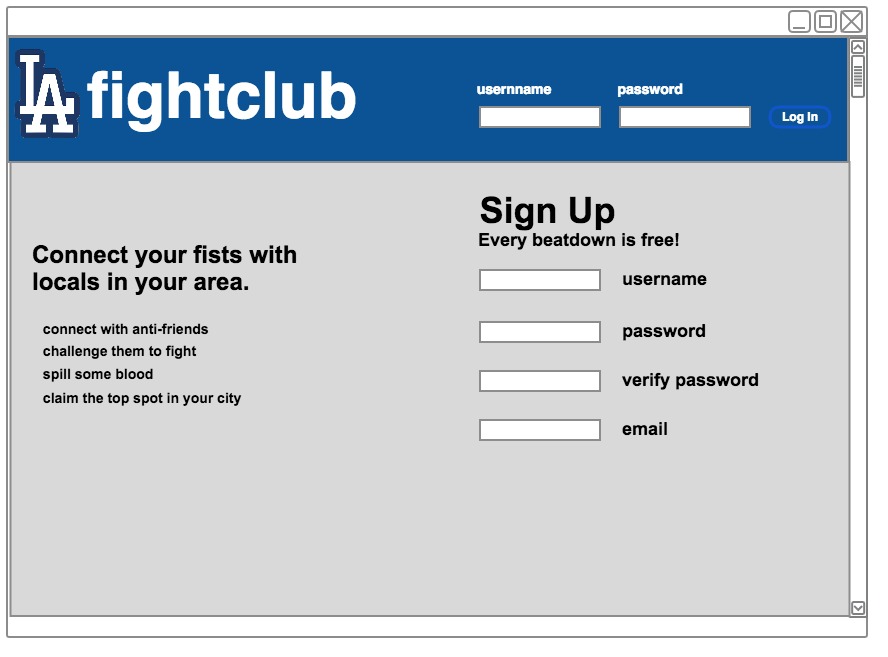 LA fightclub
usernname
password
Log In
Sign Up
Every beatdown is free!
Connect your fists with
locals in your area.
connect with anti-friends
challenge them to fight
spill some blood
claim the top spot in your city
username
password
verify password
email